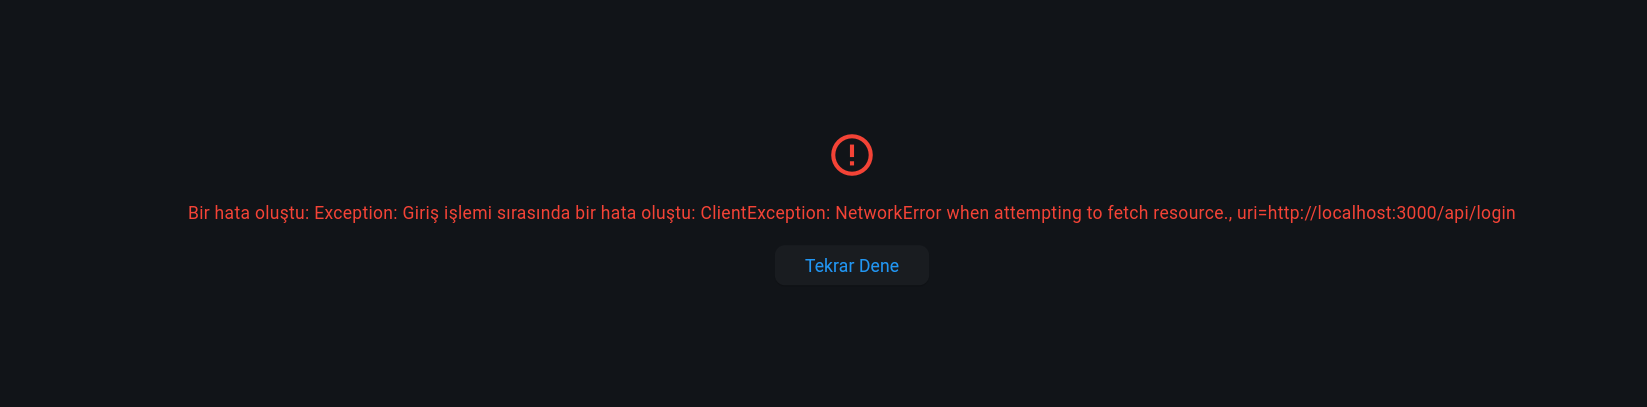 Bir hata oluştu: Exception: Giriş işlemi sırasında bir hata oluştu: ClientException: NetworkError when attempting to fetch resource., uri=http://localhost:3000/api/login
Tekrar Dene